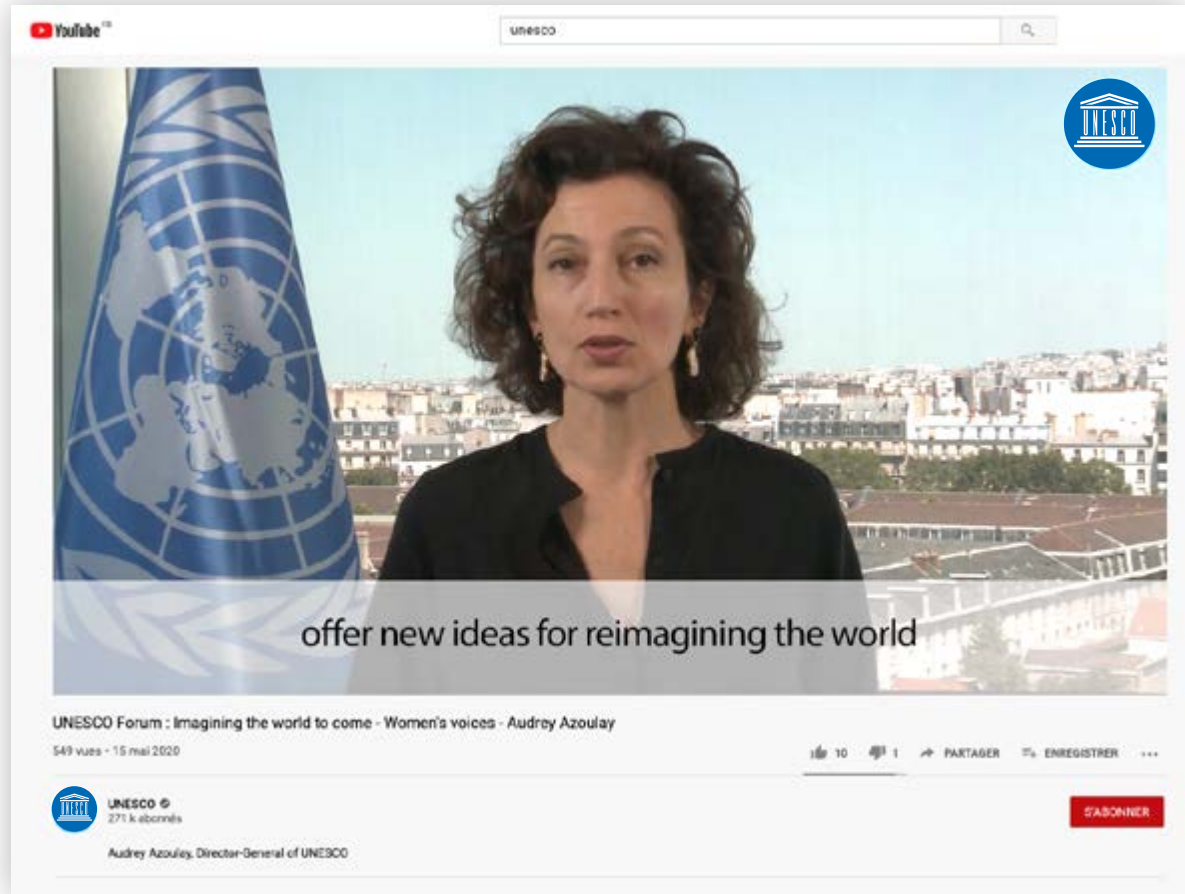 YouTube FR
unesco
UNESCO
offer new ideas for reimagining the world
UNESCO Forum : Imagining the world to come - Women's voices - Audrey Azoulay
549 vues • 15 mai 2020
10 1 PARTAGER ENREGISTRER ...
UNESCO
UNESCO
271 k abonnés
S'ABONNER
Audrey Azoulay, Director-General of UNESCO